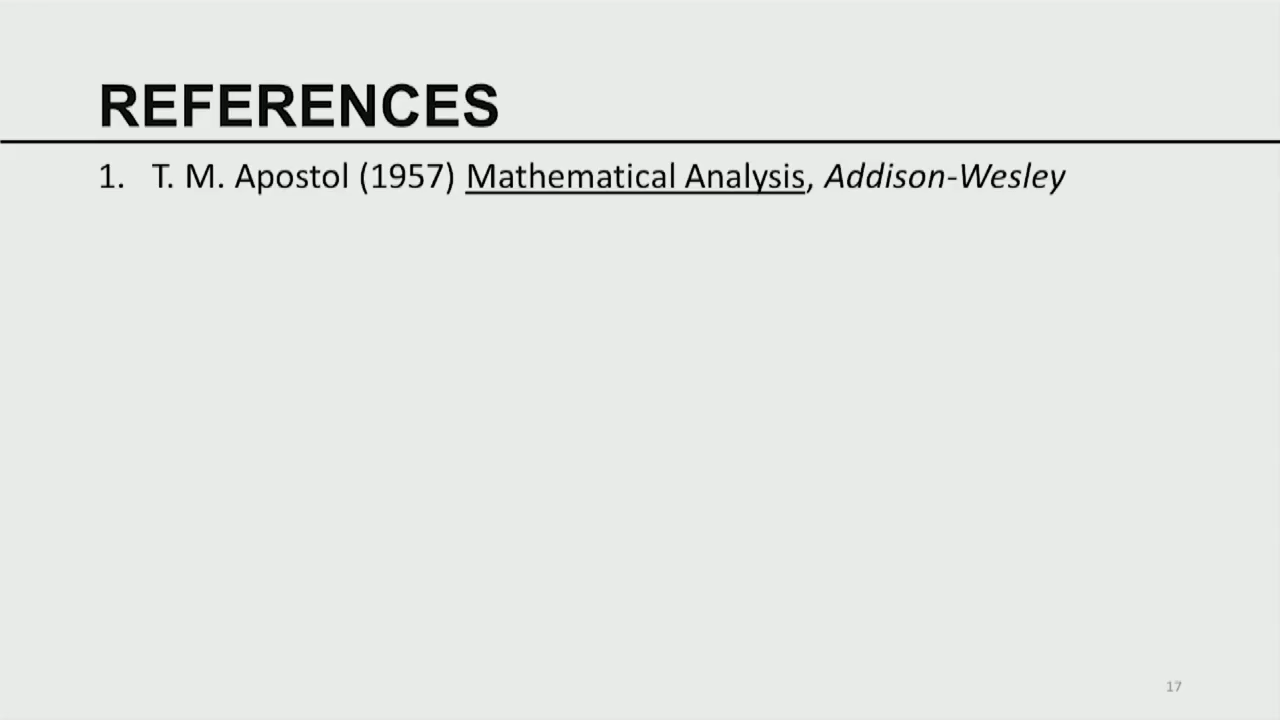 REFERENCES
1. T. M. Apostol (1957) Mathematical Analysis, Addison-Wesley
17